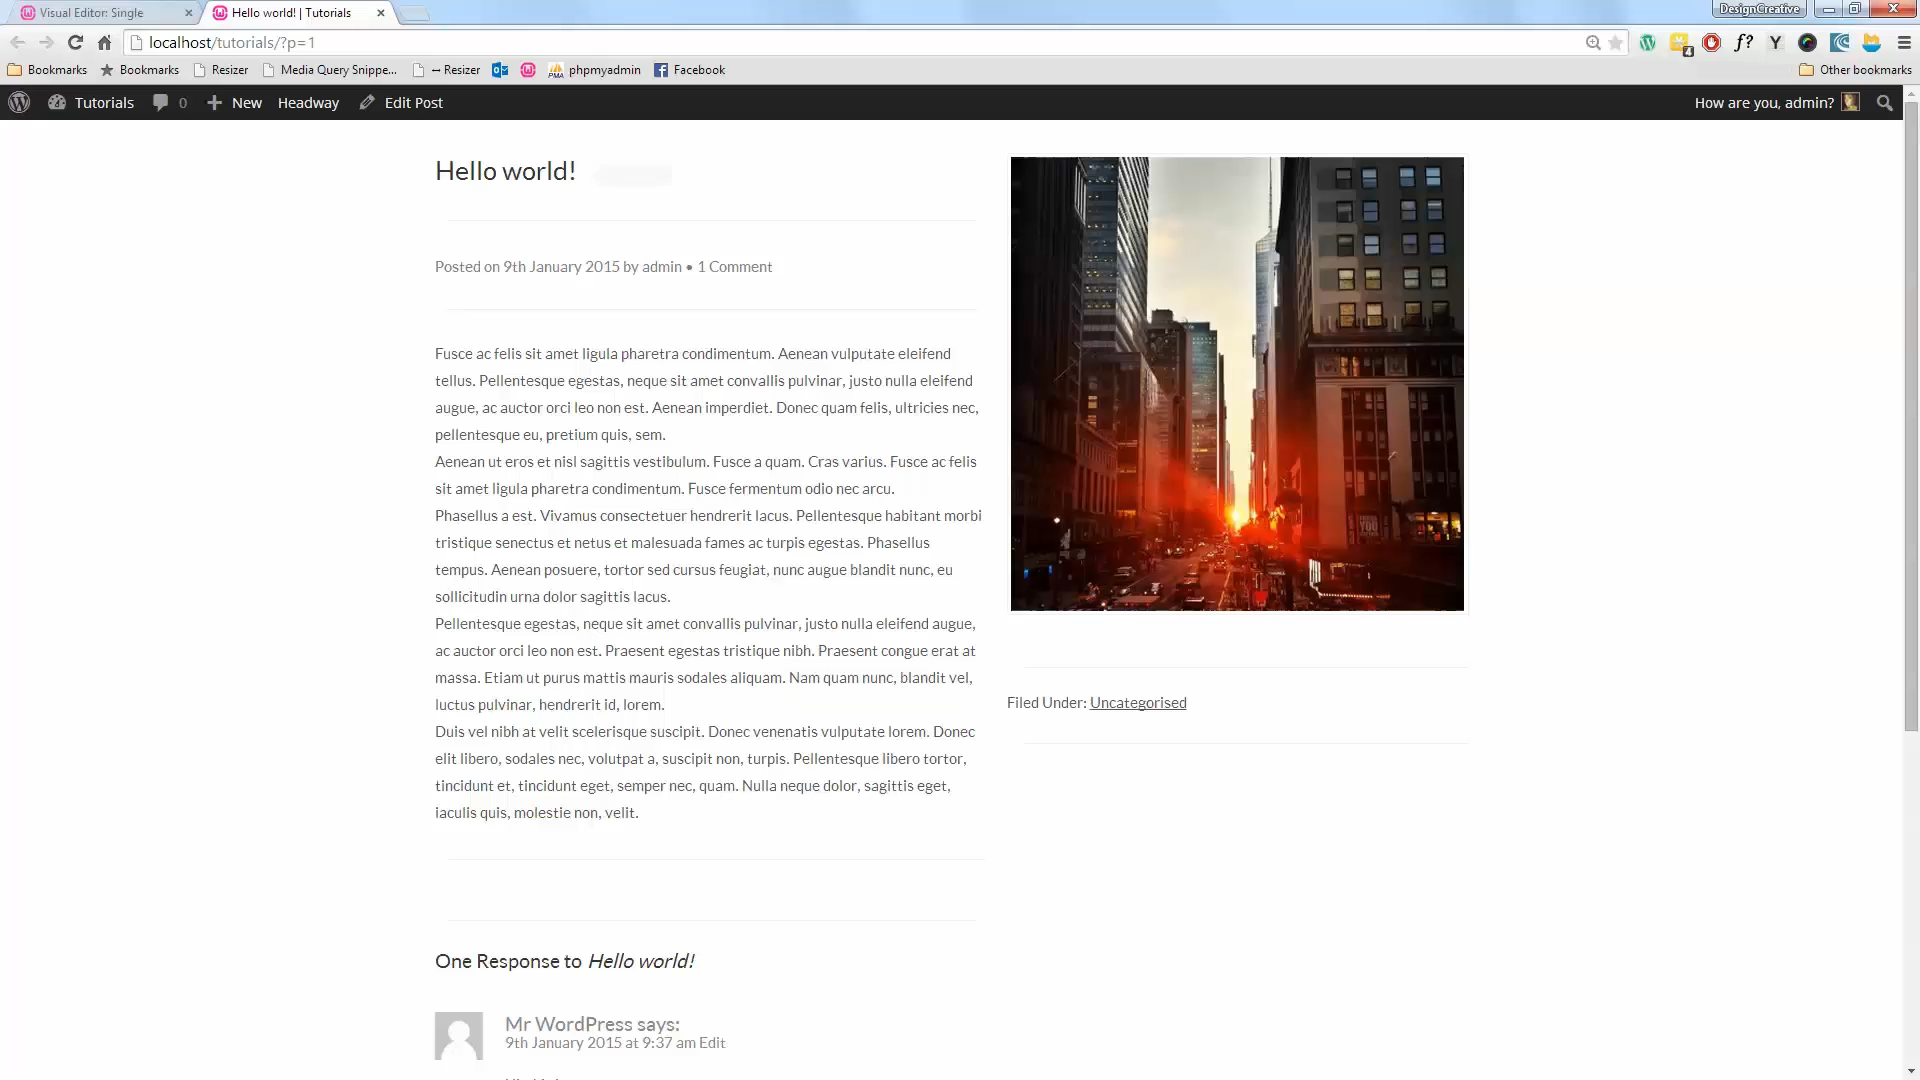 Visual Editor: Single
Hello world! | Tutorials
DesignCreative
localhost/tutorials/?p=1
4
f?
Y
Bookmarks
Bookmarks
Resizer
Media Query Snippe...
↔ Resizer
PMA
phpmyadmin
Facebook
Other bookmarks
Tutorials
0
New
Headway
Edit Post
How are you, admin?
Hello world!
Posted on 9th January 2015 by admin • 1 Comment
Fusce ac felis sit amet ligula pharetra condimentum. Aenean vulputate eleifend
tellus. Pellentesque egestas, neque sit amet convallis pulvinar, justo nulla eleifend
augue, ac auctor orci leo non est. Aenean imperdiet. Donec quam felis, ultricies nec,
pellentesque eu, pretium quis, sem.
Aenean ut eros et nisl sagittis vestibulum. Fusce a quam. Cras varius. Fusce ac felis
sit amet ligula pharetra condimentum. Fusce fermentum odio nec arcu.
Phasellus a est. Vivamus consectetuer hendrerit lacus. Pellentesque habitant morbi
tristique senectus et netus et malesuada fames ac turpis egestas. Phasellus
tempus. Aenean posuere, tortor sed cursus feugiat, nunc augue blandit nunc, eu
sollicitudin urna dolor sagittis lacus.
Pellentesque egestas, neque sit amet convallis pulvinar, justo nulla eleifend augue,
ac auctor orci leo non est. Praesent egestas tristique nibh. Praesent congue erat at
massa. Etiam ut purus mattis mauris sodales aliquam. Nam quam nunc, blandit vel,
luctus pulvinar, hendrerit id, lorem.
Duis vel nibh at velit scelerisque suscipit. Donec venenatis vulputate lorem. Donec
elit libero, sodales nec, volutpat a, suscipit non, turpis. Pellentesque libero tortor,
tincidunt et, tincidunt eget, semper nec, quam. Nulla neque dolor, sagittis eget,
iaculis quis, molestie non, velit.
Filed Under: Uncategorised
One Response to Hello world!
Mr WordPress says:
9th January 2015 at 9:37 am Edit